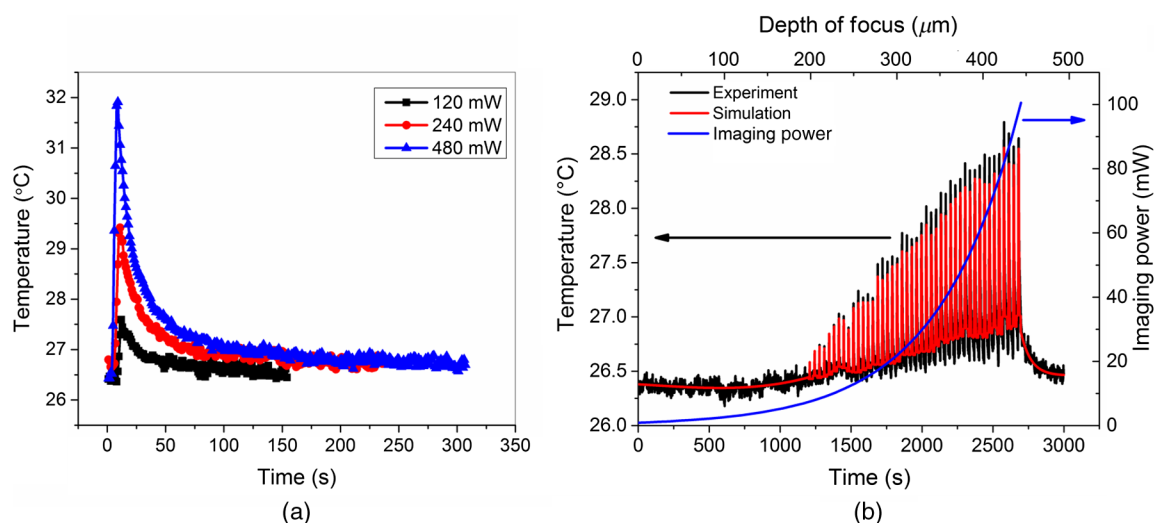 32
31
30
29
28
27
26
0 50 100 150 200 250 300 350
Temperature (°C)
Time (s)
120 mW
240 mW
480 mW
(a)
Depth of focus (μm)
0 100 200 300 400 500
29.0
28.5
28.0
27.5
27.0
26.5
26.0
Temperature (°C)
Experiment
Simulation
Imaging power
100
80
60
40
20
0
Imaging power (mW)
0 500 1000 1500 2000 2500 3000
Time (s)
(b)